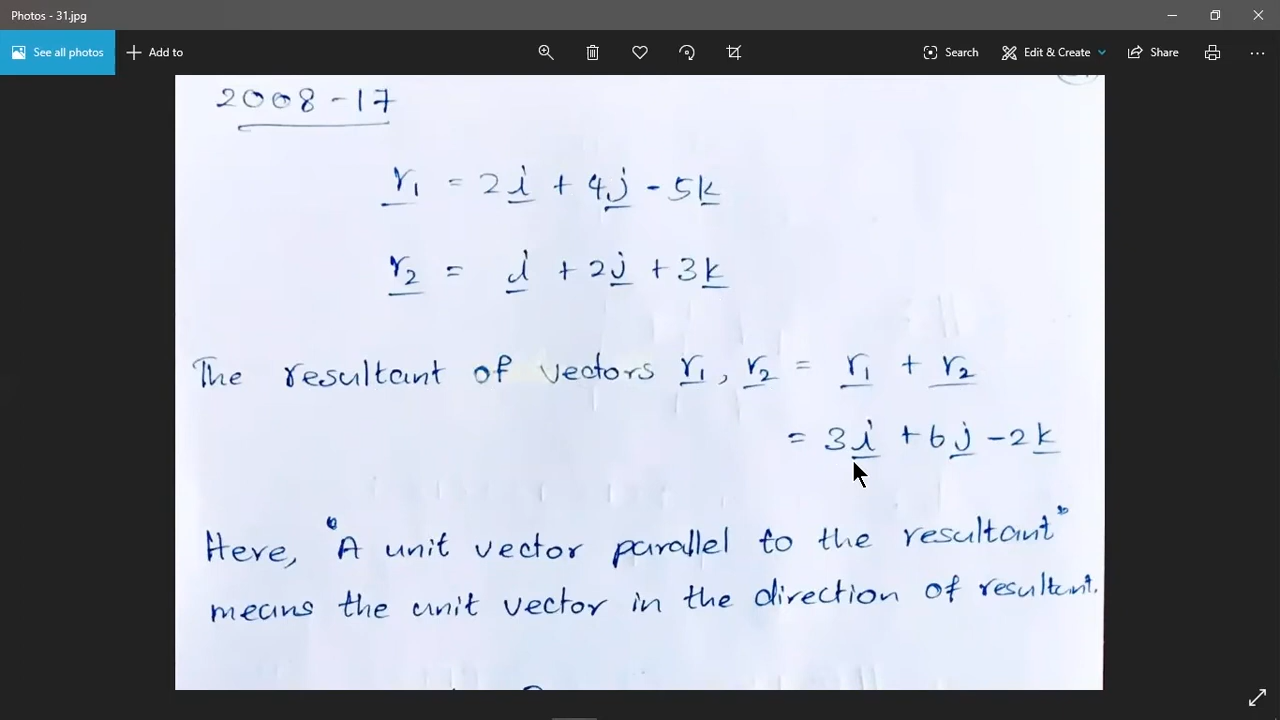 Photos - 31.jpg
See all photos
Add to
Search
Edit & Create
Share
2008-17
r₁ = 2i + 4j - 5k
r₂ = i + 2j + 3k
The resultant of vectors r₁, r₂ = r₁ + r₂
= 3i + 6j - 2k
Here, "A unit vector parallel to the resultant"
means the unit vector in the direction of resultant.